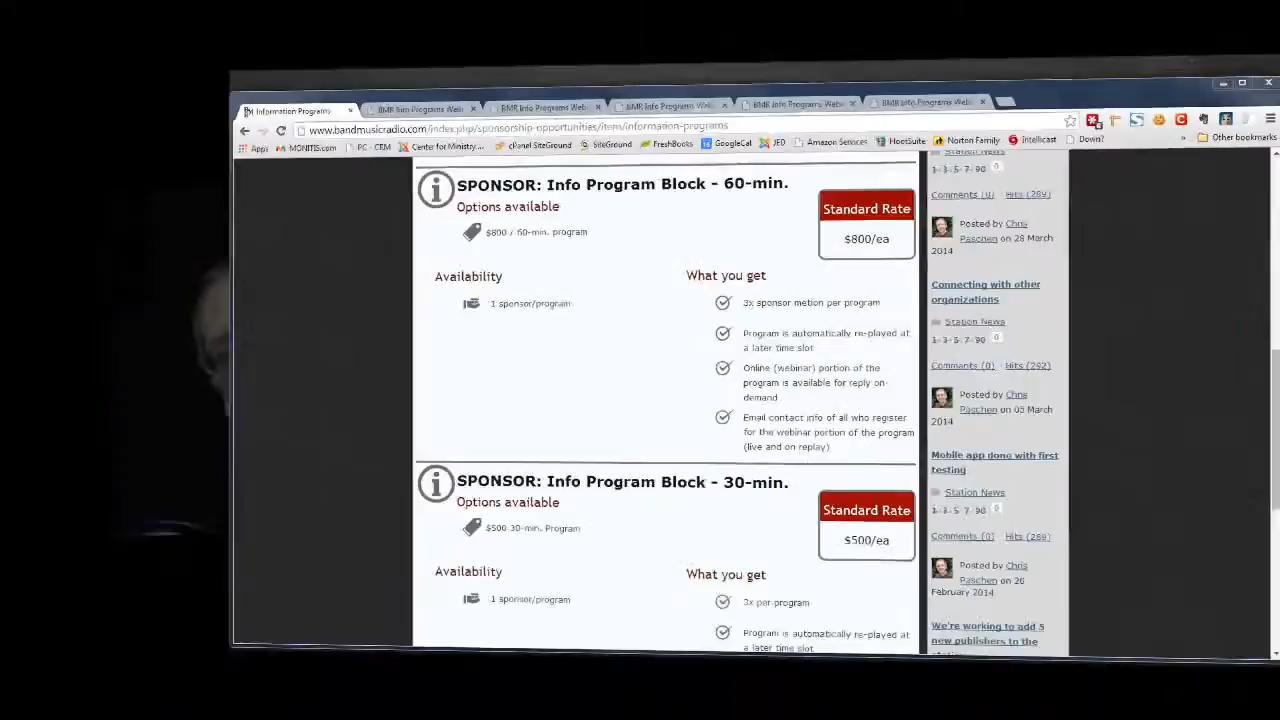 Information Programs
BMR Info Programs Web
BMR Info Programs Web
BMR Info Programs Web
BMR Info Programs Web
BMR Info Programs Web
www.bandmusicradio.com/index.php/sponsorship-opportunities/item/information-programs
Apps MONITIS.com PC - CRM Center for Ministry... cPanel SiteGround SiteGround FreshBooks GoogleCal JED Amazon Services HootSuite Norton Family Intellicast Down? » Other bookmarks
SPONSOR: Info Program Block - 60-min.
Options available
$800 / 60-min. program
Standard Rate
$800/ea
Availability
1 sponsor/program
What you get
3x sponsor metion per program
Program is automatically re-played at
a later time slot
Online (webinar) portion of the
program is available for reply on-
demand
Email contact info of all who register
for the webinar portion of the program
(live and on replay)
SPONSOR: Info Program Block - 30-min.
Options available
$500-30-min. Program
Standard Rate
$500/ea
Availability
1 sponsor/program
What you get
3x per-program
Program is automatically re-played at
a later time slot
Station News
0
Comments (0) Hits (289)
Posted by Chris
Paschen on 28 March
2014
Connecting with other
organizations
Station News
0
Comments (0) Hits (292)
Posted by Chris
Paschen on 03 March
2014
Mobile app done with first
testing
Station News
0
Comments (0) Hits (289)
Posted by Chris
Paschen on 26
February 2014
We're working to add 5
new publishers to the